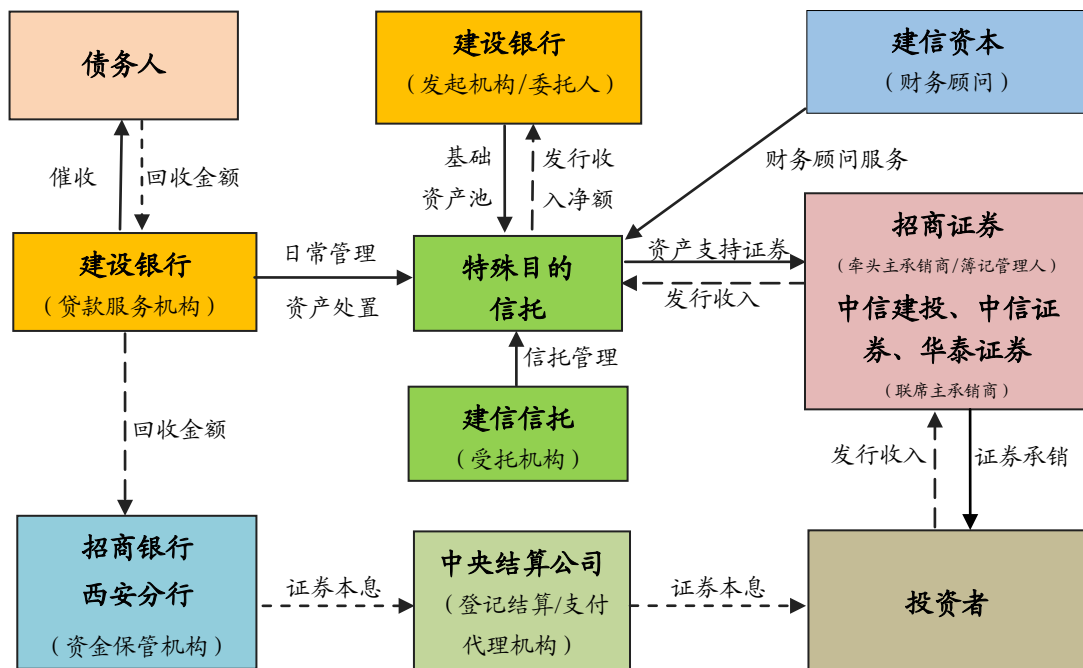 债务人
建设银行
（发起机构/委托人）
建信资本
（财务顾问）
催收
回收金额
基础
资产池
发行收
入净额
财务顾问服务
建设银行
（贷款服务机构）
日常管理
资产处置
特殊目的
信托
资产支持证券
发行收入
招商证券
（牵头主承销商/簿记管理人）
中信建投、中信证
券、华泰证券
（联席主承销商）
信托管理
建信信托
（受托机构）
回收金额
发行收入
证券承销
招商银行
西安分行
（资金保管机构）
证券本息
中央结算公司
（登记结算/支付
代理机构）
证券本息
投资者